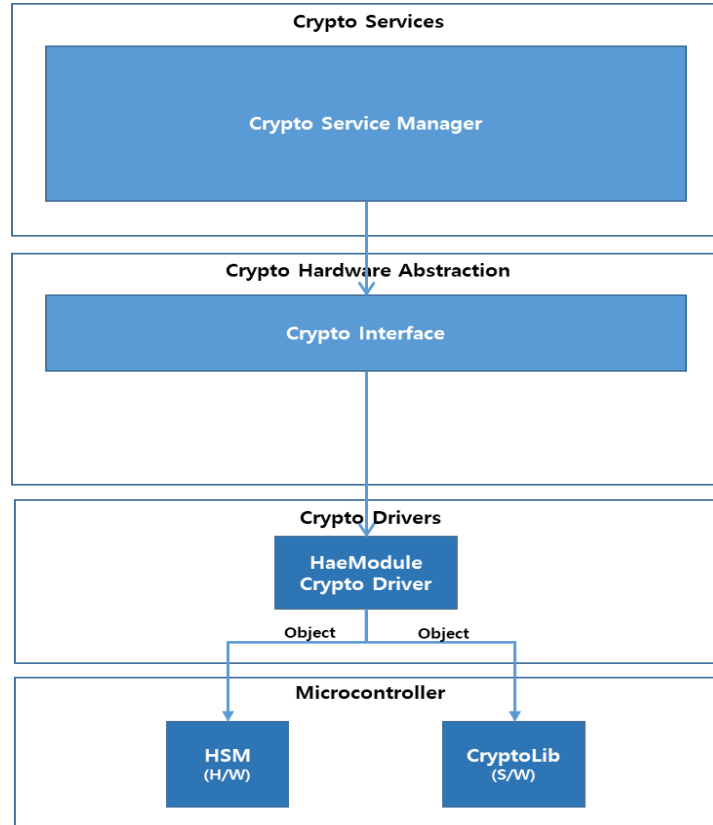 Crypto Services
Crypto Service Manager
Crypto Hardware Abstraction
Crypto Interface
Crypto Drivers
HaeModule
Crypto Driver
Object
Object
Microcontroller
HSM
(H/W)
CryptoLib
(S/W)